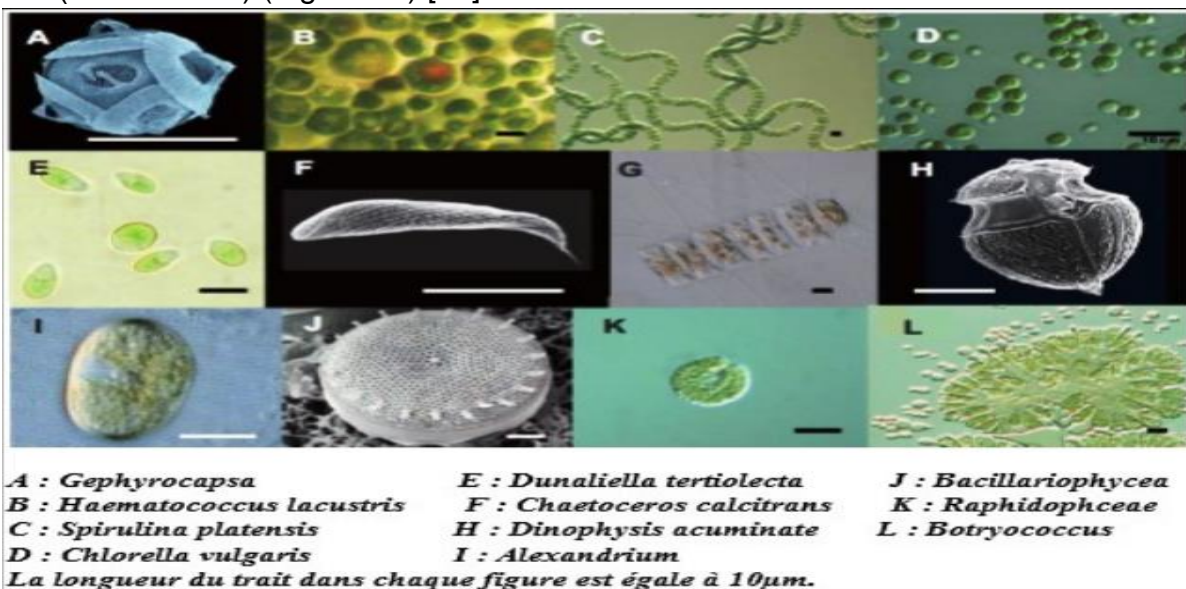 A B C D
E F G H
I J K L
A : Gephyrocapsa E : Dunaliella tertiolecta J : Bacillariophycea
B : Haematococcus lacustris F : Chaetoceros calcitrans K : Raphidophceae
C : Spirulina platensis H : Dinophysis acuminate L : Botryococcus
D : Chlorella vulgaris I : Alexandrium
La longueur du trait dans chaque figure est égale à 10µm.